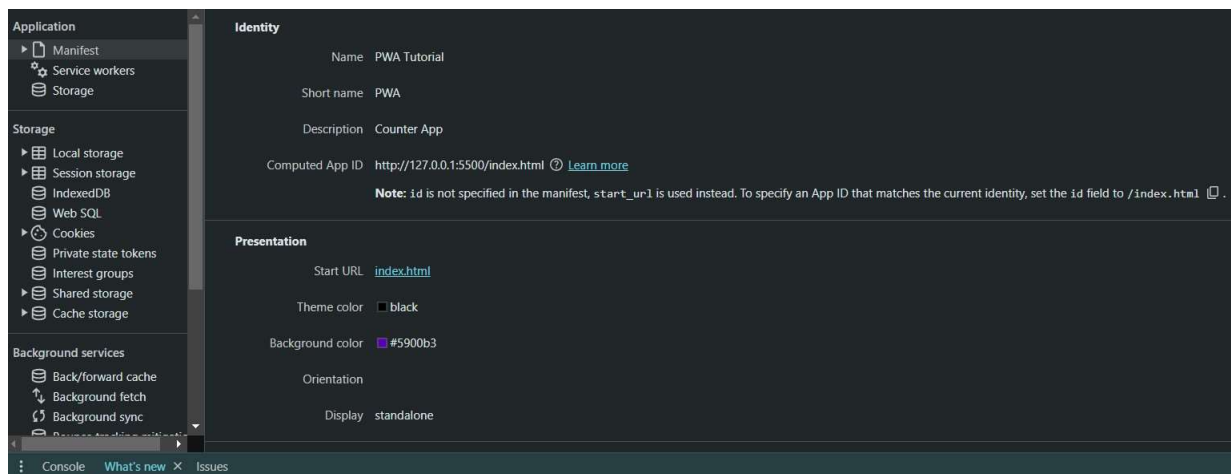 Application
Manifest
Service workers
Storage
Storage
Local storage
Session storage
IndexedDB
Web SQL
Cookies
Private state tokens
Interest groups
Shared storage
Cache storage
Background services
Back/forward cache
Background fetch
Background sync
Bounce tracking
Identity
Name PWA Tutorial
Short name PWA
Description Counter App
Computed App ID http://127.0.0.1:5500/index.html ? Learn more
Note: id is not specified in the manifest, start_url is used instead. To specify an App ID that matches the current identity, set the id field to /index.html .
Presentation
Start URL index.html
Theme color black
Background color #5900b3
Orientation
Display standalone
Console What's new × Issues